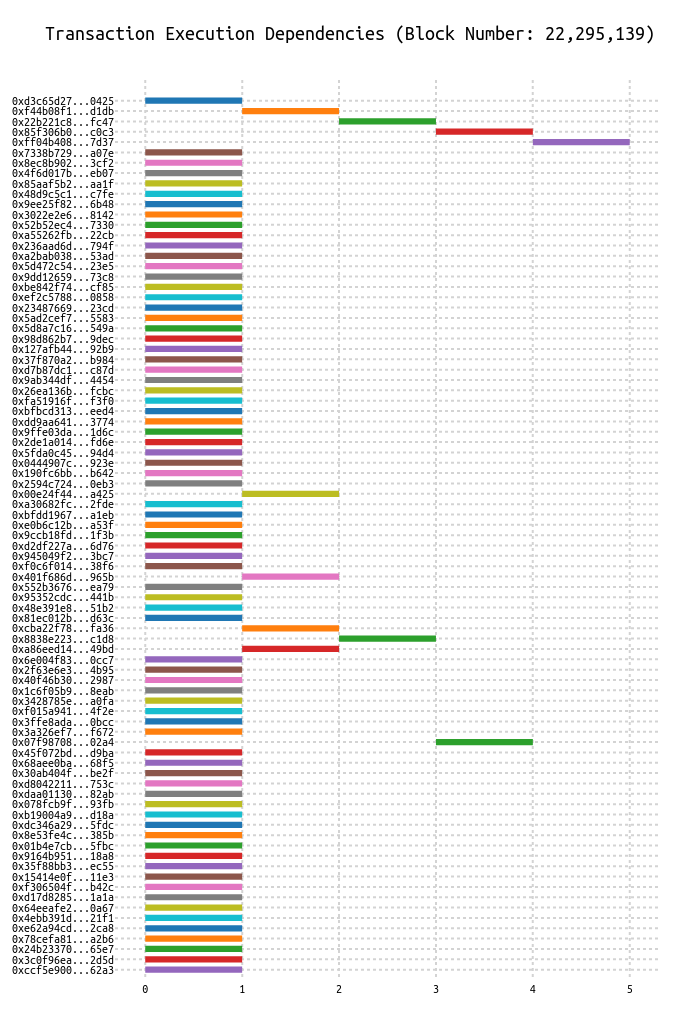 Transaction Execution Dependencies (Block Number: 22,295,139)
0xd3c65d27...0425
0xf44b08f1...d1db
0x22b221c8...fc47
0x85f306b0...c0c3
0xff04b408...7d37
0x7338b729...a07e
0x8ec8b902...3cf2
0x4f6d017b...eb07
0x85aaf5b2...aa1f
0x48d9c5c1...c7fe
0x9ee25f82...6b48
0x3022e2e6...8142
0x52b52ec4...7330
0xa55262fb...22cb
0x236aad6d...794f
0xa2bab038...53ad
0x5d472c54...23e5
0x9dd12659...73c8
0xbe842f74...cf85
0xef2c5788...0858
0x23487669...23cd
0x5ad2cef7...5583
0x5d8a7c16...549a
0x98d862b7...9dec
0x127afb44...92b9
0x37f870a2...b984
0xd7b87dc1...c87d
0x9ab344df...4454
0x26ea136b...fcbc
0xfa51916f...f3f0
0xbfbcd313...eed4
0xdd9aa641...3774
0x9ffe03da...1d6c
0x2de1a014...fd6e
0x5fda0c45...94d4
0x0444907c...923e
0x190fc6bb...b642
0x2594c724...0eb3
0x00e24f44...a425
0xa30682fc...2fde
0xbfdd1967...a1eb
0xe0b6c12b...a53f
0x9ccb18fd...1f3b
0xd2df227a...6d76
0x945049f2...3bc7
0xf0c6f014...38f6
0x401f686d...965b
0x552b3676...ea79
0x95352cdc...441b
0x48e391e8...51b2
0x81ec012b...d63c
0xcba22f78...fa36
0x8838e223...c1d8
0xa86eed14...49bd
0x6e004f83...0cc7
0x2f63e6e3...4b95
0x40f46b30...2987
0x1c6f05b9...8eab
0x3428785e...a0fa
0xf015a941...4f2e
0x3ffe8ada...0bcc
0x3a326ef7...f672
0x07f98708...02a4
0x45f072bd...d9ba
0x68aee0ba...68f5
0x30ab404f...be2f
0xd8042211...753c
0xdaa01130...82ab
0x078fcb9f...93fb
0xb19004a9...d18a
0xdc346a29...5fdc
0x8e53fe4c...385b
0x01b4e7cb...5fbc
0x9164b951...18a8
0x35f88bb3...ec55
0x15414e0f...11e3
0xf306504f...b42c
0xd17d8285...1a1a
0x64eeafe2...0a67
0x4ebb391d...21f1
0xe62a94cd...2ca8
0x78cefa81...a2b6
0x24b23370...65e7
0x3c0f96ea...2d5d
0xccf5e900...62a3
0 1 2 3 4 5